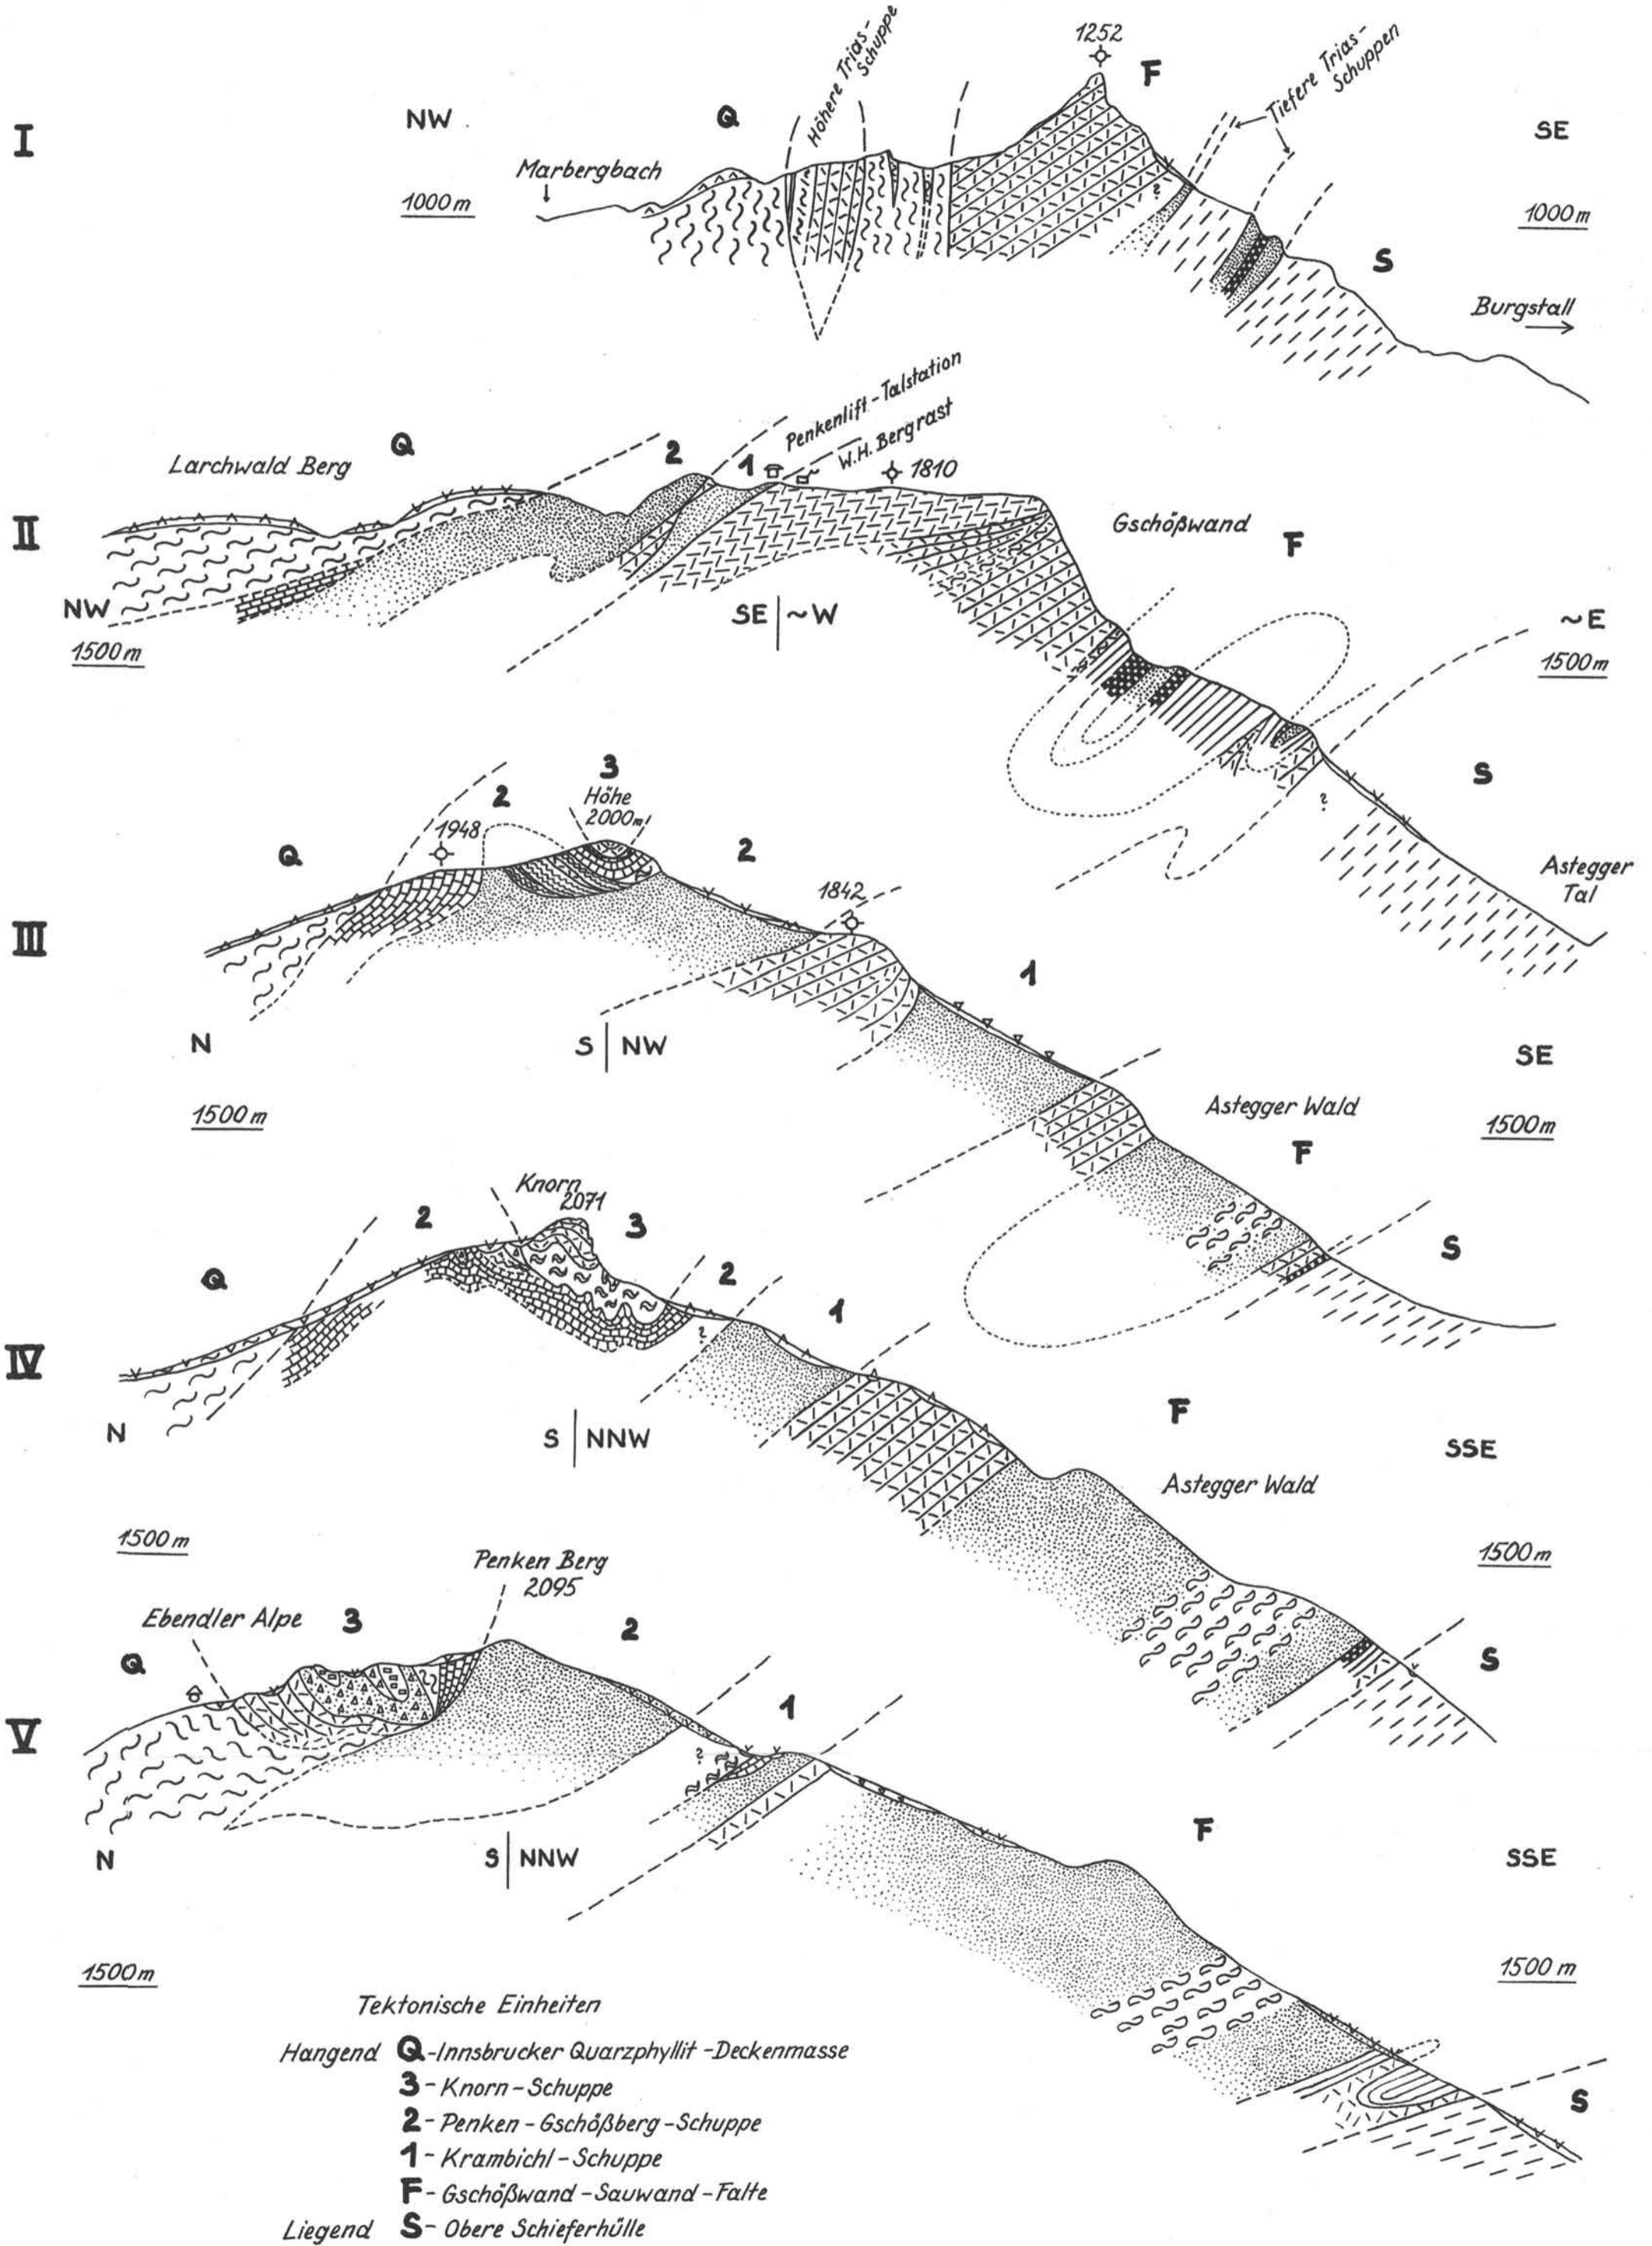 I
NW
SE
Marbergbach
1000 m
1000 m
Q
Höhere Trias-
Schuppe
1252
F
Tiefere Trias-
Schuppen
?
S
Burgstall
II
Larchwald Berg
Q
2
1
Penkenlift-Talstation
W.H. Bergrast
1810
Gschößwand
F
NW
1500 m
SE | ~W
~E
1500 m
?
S
Astegger
Tal
III
Q
2
1948
3
Höhe
2000 m
2
1842
1
N
S | NW
SE
1500 m
1500 m
Astegger Wald
F
S
IV
Q
2
Knorn
2071
3
2
?
1
N
S | NNW
F
SSE
Astegger Wald
1500 m
1500 m
S
V
Penken Berg
2095
Ebendler Alpe
3
2
Q
?
1
N
S | NNW
F
SSE
1500 m
1500 m
S
Tektonische Einheiten
Hangend Q-Innsbrucker Quarzphyllit-Deckenmasse
3-Knorn-Schuppe
2-Penken-Gschößberg-Schuppe
1-Krambichl-Schuppe
F-Gschößwand-Sauwand-Falte
Liegend S-Obere Schieferhülle